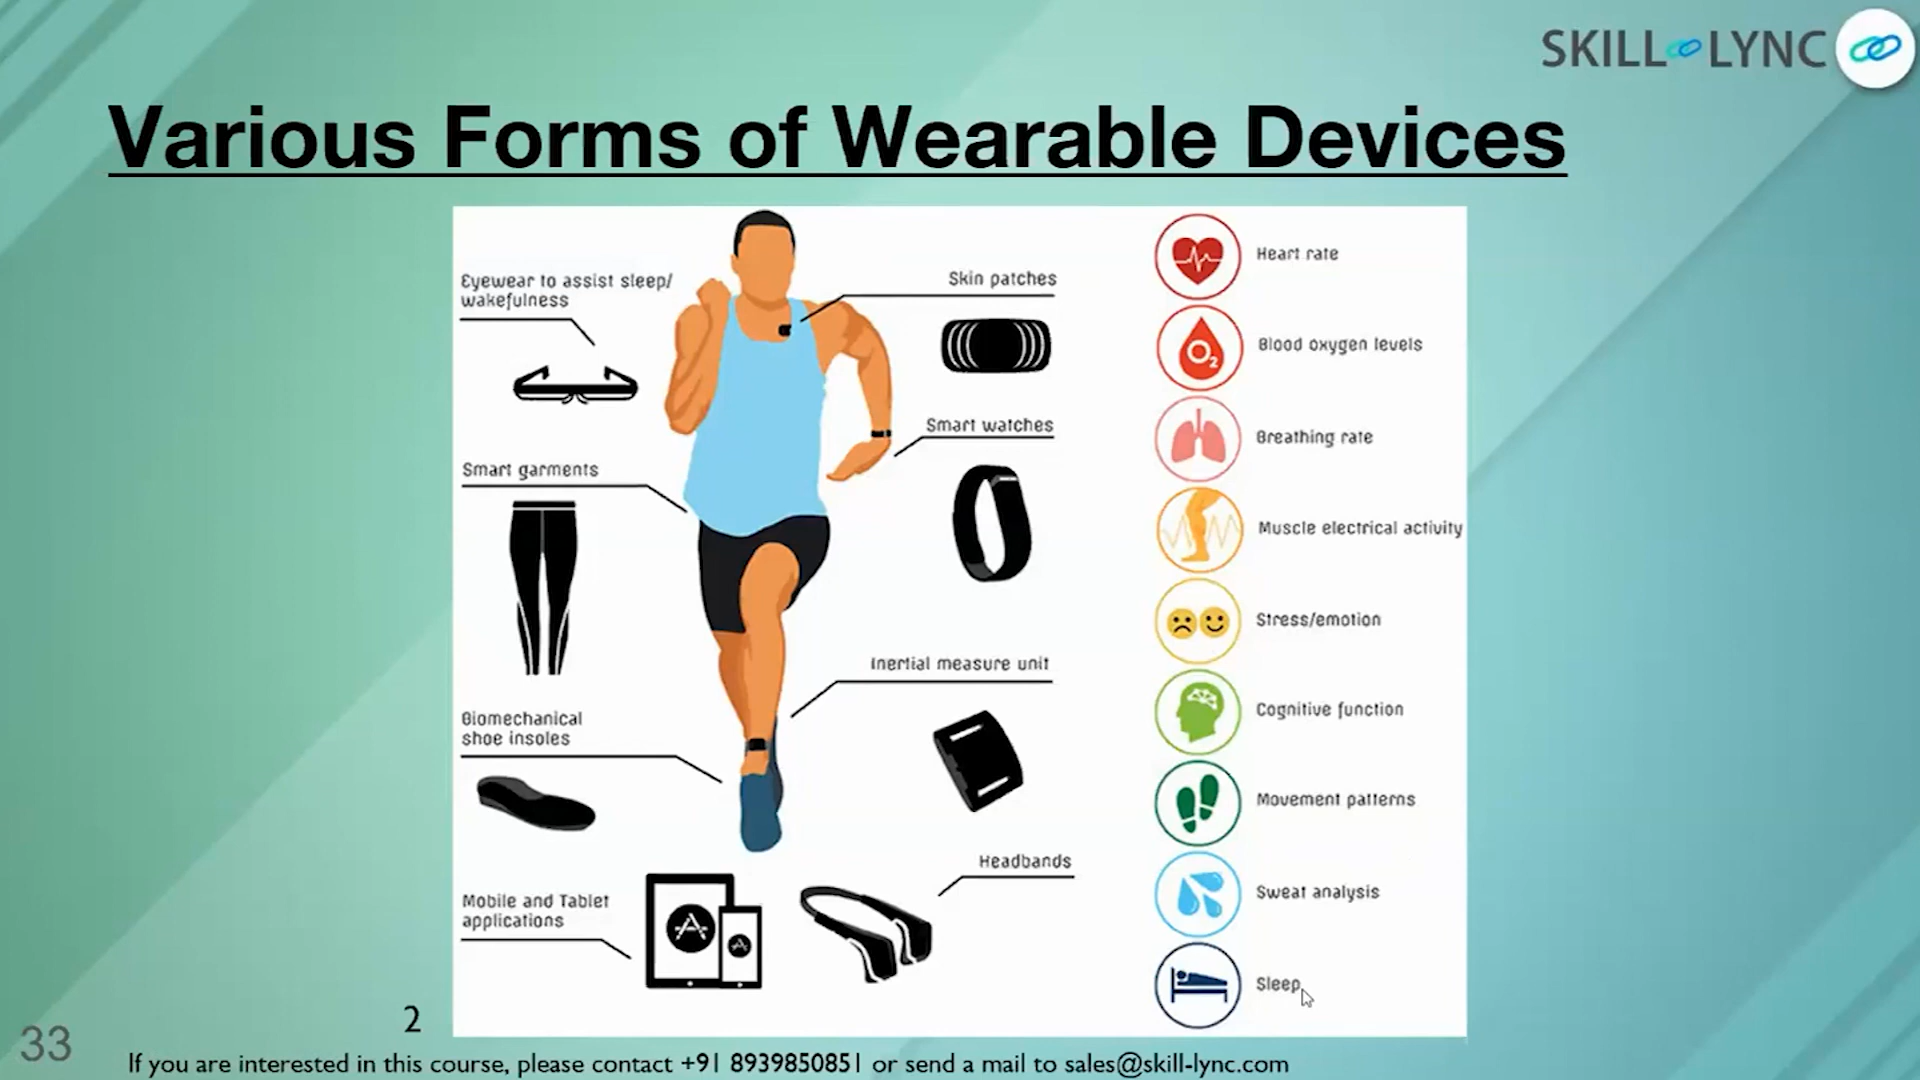 SKILL LYNC
Various Forms of Wearable Devices
Eyewear to assist sleep/
wakefulness
Smart garments
Biomechanical
shoe insoles
Mobile and Tablet
applications
Skin patches
Smart watches
Inertial measure unit
Headbands
Heart rate
O2
Blood oxygen levels
Breathing rate
Muscle electrical activity
Stress/emotion
Cognitive function
Movement patterns
Sweat analysis
Sleep
2
33
If you are interested in this course, please contact +91 8939850851 or send a mail to sales@skill-lync.com